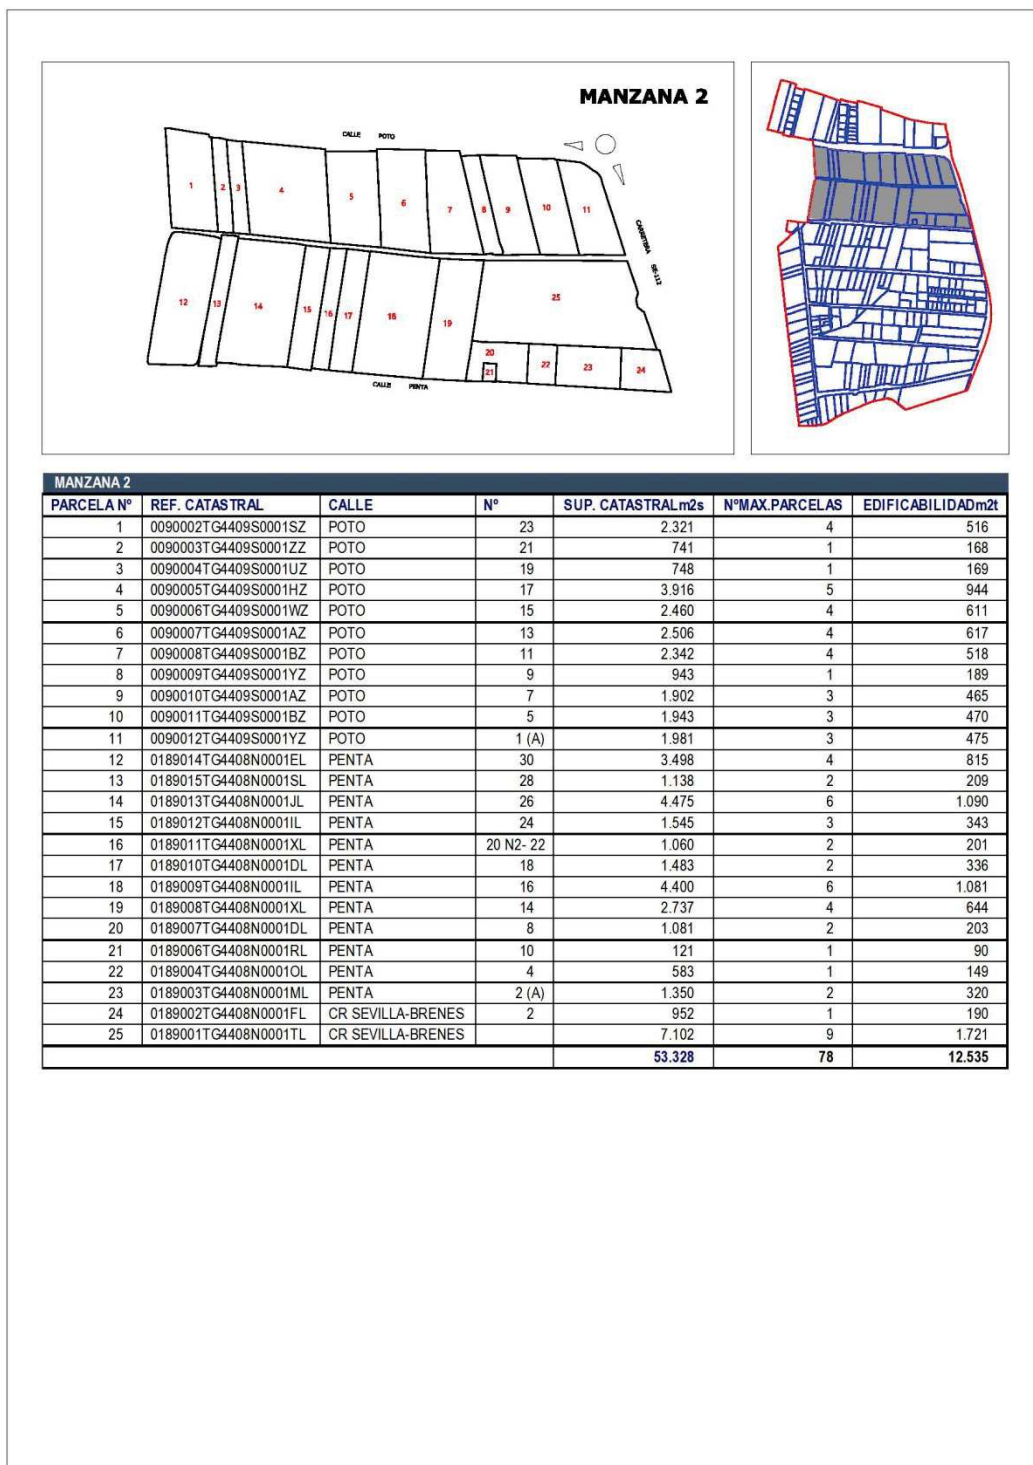 MANZANA 2
CALLE POTO
1 2 3 4 5 6 7 8 9 10 11
CARRETERA SE-112
12 13 14 15 16 17 18 19 25
20
21 22 23 24
CALLE PENTA
MANZANA 2
PARCELA Nº REF. CATASTRAL CALLE Nº SUP. CATASTRALm2s NºMAX.PARCELAS EDIFICABILIDADm2t
1 0090002TG4409S0001SZ POTO 23 2.321 4 516
2 0090003TG4409S0001ZZ POTO 21 741 1 168
3 0090004TG4409S0001UZ POTO 19 748 1 169
4 0090005TG4409S0001HZ POTO 17 3.916 5 944
5 0090006TG4409S0001WZ POTO 15 2.460 4 611
6 0090007TG4409S0001AZ POTO 13 2.506 4 617
7 0090008TG4409S0001BZ POTO 11 2.342 4 518
8 0090009TG4409S0001YZ POTO 9 943 1 189
9 0090010TG4409S0001AZ POTO 7 1.902 3 465
10 0090011TG4409S0001BZ POTO 5 1.943 3 470
11 0090012TG4409S0001YZ POTO 1 (A) 1.981 3 475
12 0189014TG4408N0001EL PENTA 30 3.498 4 815
13 0189015TG4408N0001SL PENTA 28 1.138 2 209
14 0189013TG4408N0001JL PENTA 26 4.475 6 1.090
15 0189012TG4408N0001IL PENTA 24 1.545 3 343
16 0189011TG4408N0001XL PENTA 20 N2- 22 1.060 2 201
17 0189010TG4408N0001DL PENTA 18 1.483 2 336
18 0189009TG4408N0001IL PENTA 16 4.400 6 1.081
19 0189008TG4408N0001XL PENTA 14 2.737 4 644
20 0189007TG4408N0001DL PENTA 8 1.081 2 203
21 0189006TG4408N0001RL PENTA 10 121 1 90
22 0189004TG4408N0001OL PENTA 4 583 1 149
23 0189003TG4408N0001ML PENTA 2 (A) 1.350 2 320
24 0189002TG4408N0001FL CR SEVILLA-BRENES 2 952 1 190
25 0189001TG4408N0001TL CR SEVILLA-BRENES 7.102 9 1.721
53.328 78 12.535